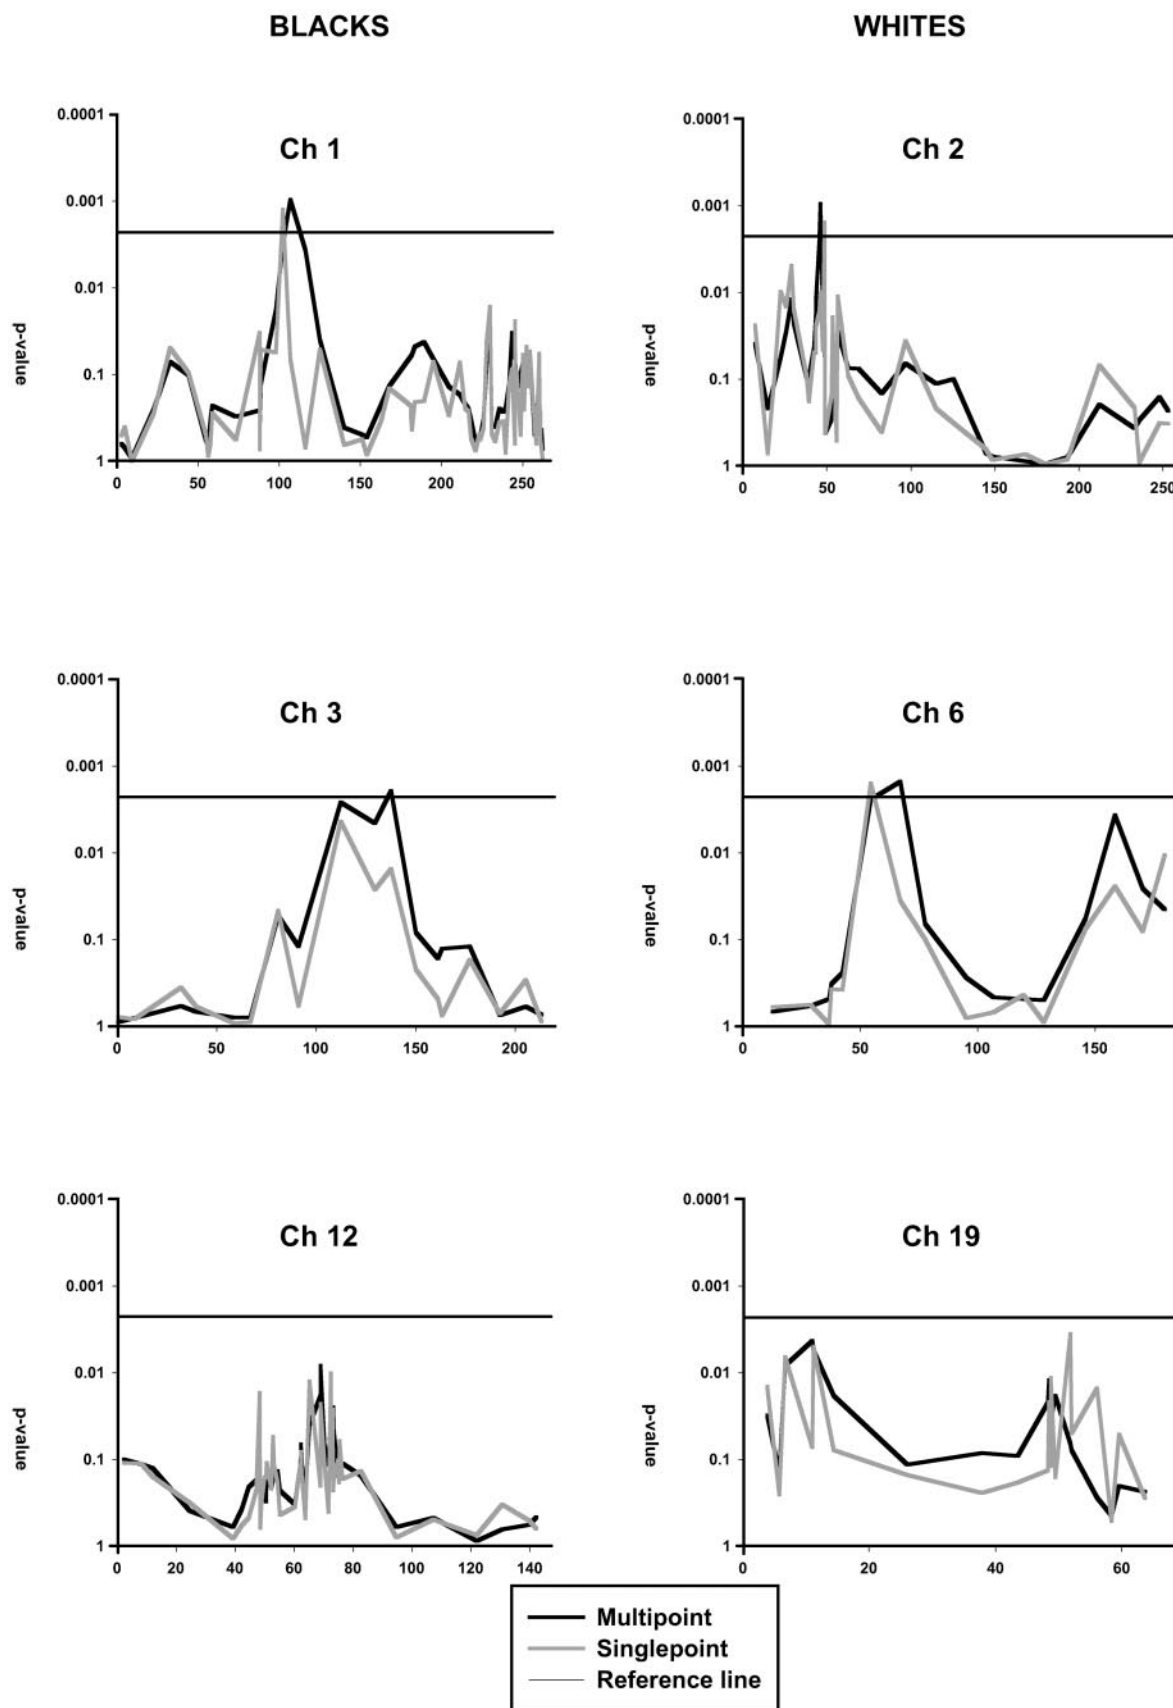 BLACKS
WHITES
Ch 1
0.0001
0.001
0.01
0.1
1
p-value
0 50 100 150 200 250
Ch 2
0.0001
0.001
0.01
0.1
1
p-value
0 50 100 150 200 250
Ch 3
0.0001
0.001
0.01
0.1
1
p-value
0 50 100 150 200
Ch 6
0.0001
0.001
0.01
0.1
1
p-value
0 50 100 150
Ch 12
0.0001
0.001
0.01
0.1
1
p-value
0 20 40 60 80 100 120 140
Ch 19
0.0001
0.001
0.01
0.1
1
p-value
0 20 40 60
Multipoint
Singlepoint
Reference line